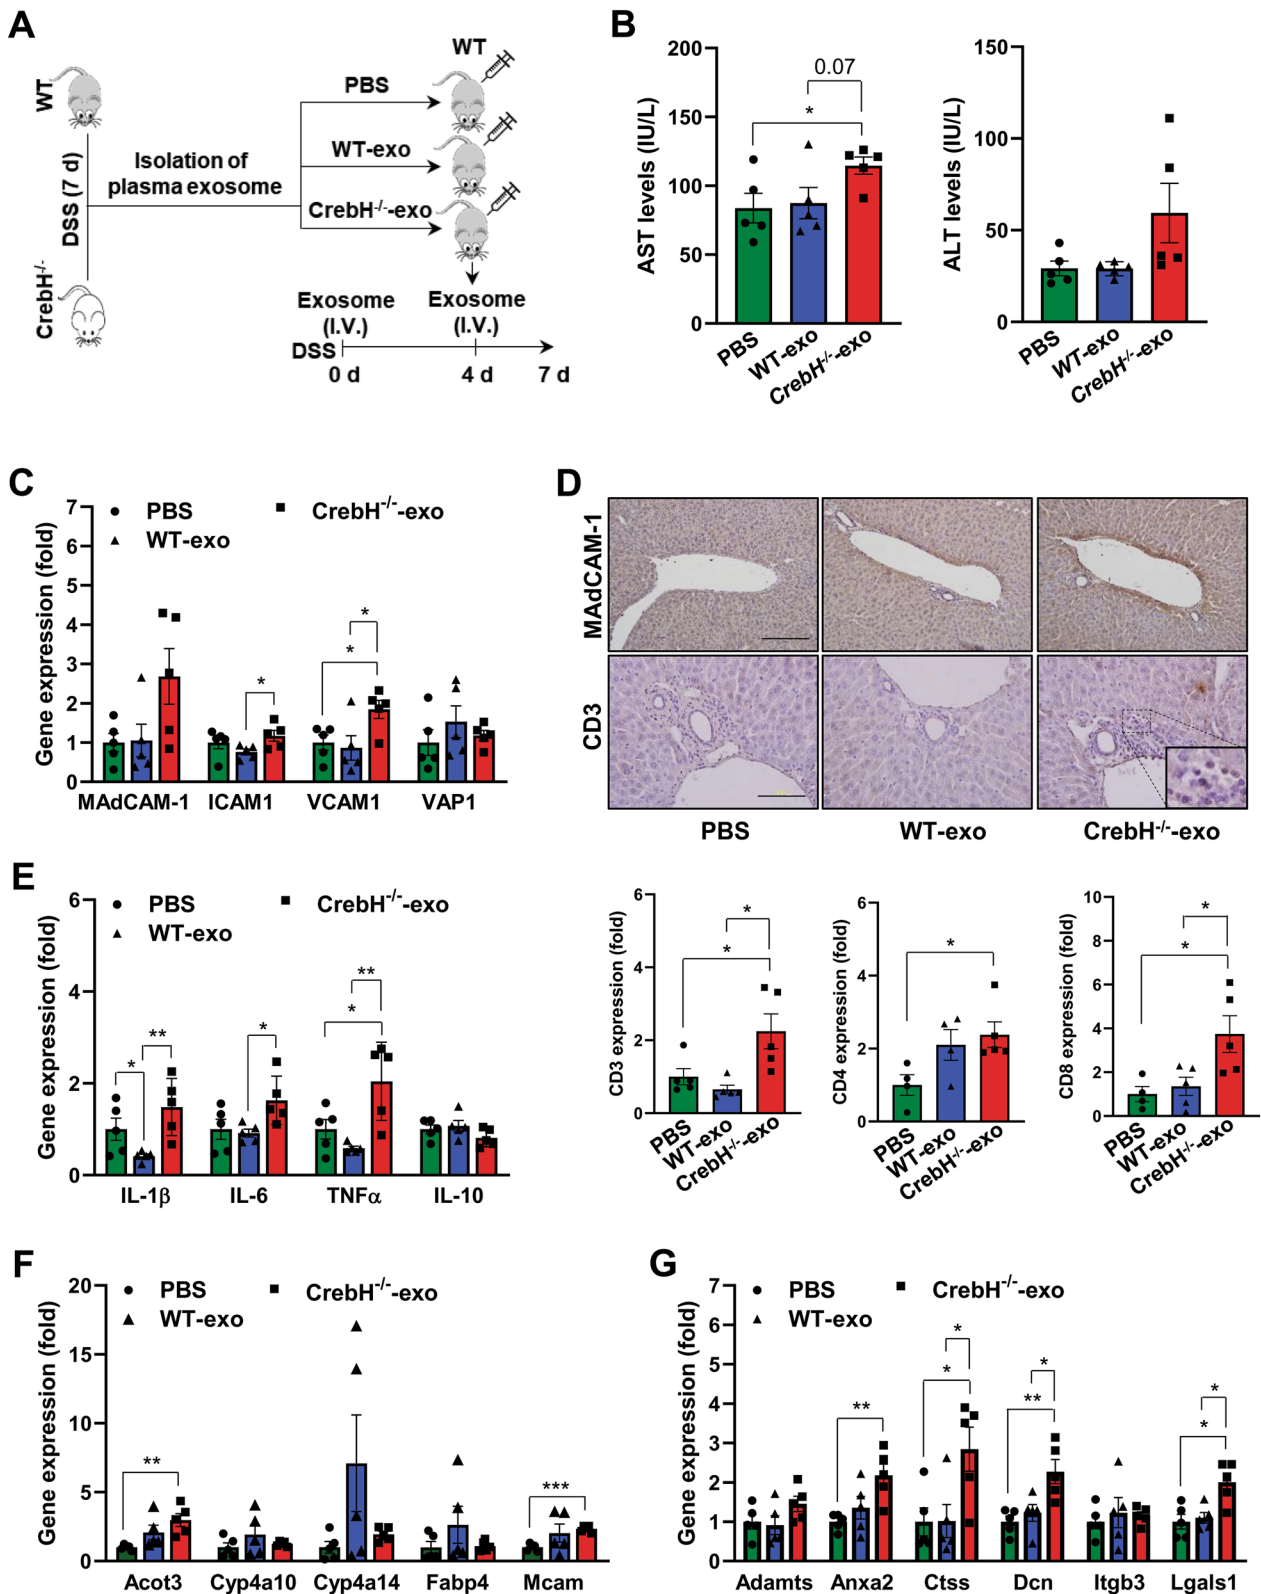 A
WT
DSS (7 d)
CrebH-/-
Isolation of
plasma exosome
PBS
WT-exo
CrebH-/--exo
WT
Exosome
(I.V.)
Exosome
(I.V.)
DSS
0 d
4 d
7 d
B
AST levels (IU/L)
200
150
100
50
0
0.07
*
PBS
WT-exo
CrebH-/--exo
ALT levels (IU/L)
150
100
50
0
PBS
WT-exo
CrebH-/--exo
C
PBS
WT-exo
CrebH-/--exo
Gene expression (fold)
7
6
5
4
3
2
1
0
*
*
*
MAdCAM-1
ICAM1
VCAM1
VAP1
D
MAdCAM-1
CD3
PBS
WT-exo
CrebH-/--exo
CD3 expression (fold)
6
4
2
0
*
*
PBS
WT-exo
CrebH-/--exo
CD4 expression (fold)
6
4
2
0
*
PBS
WT-exo
CrebH-/--exo
CD8 expression (fold)
10
8
6
4
2
0
*
*
PBS
WT-exo
CrebH-/--exo
E
PBS
WT-exo
CrebH-/--exo
Gene expression (fold)
6
4
2
0
*
**
*
*
**
IL-1β
IL-6
TNFα
IL-10
F
PBS
WT-exo
CrebH-/--exo
Gene expression (fold)
20
15
10
5
0
**
***
Acot3
Cyp4a10
Cyp4a14
Fabp4
Mcam
G
PBS
WT-exo
CrebH-/--exo
Gene expression (fold)
7
6
5
4
3
2
1
0
**
*
*
**
*
*
*
Adamts
Anxa2
Ctss
Dcn
Itgb3
Lgals1